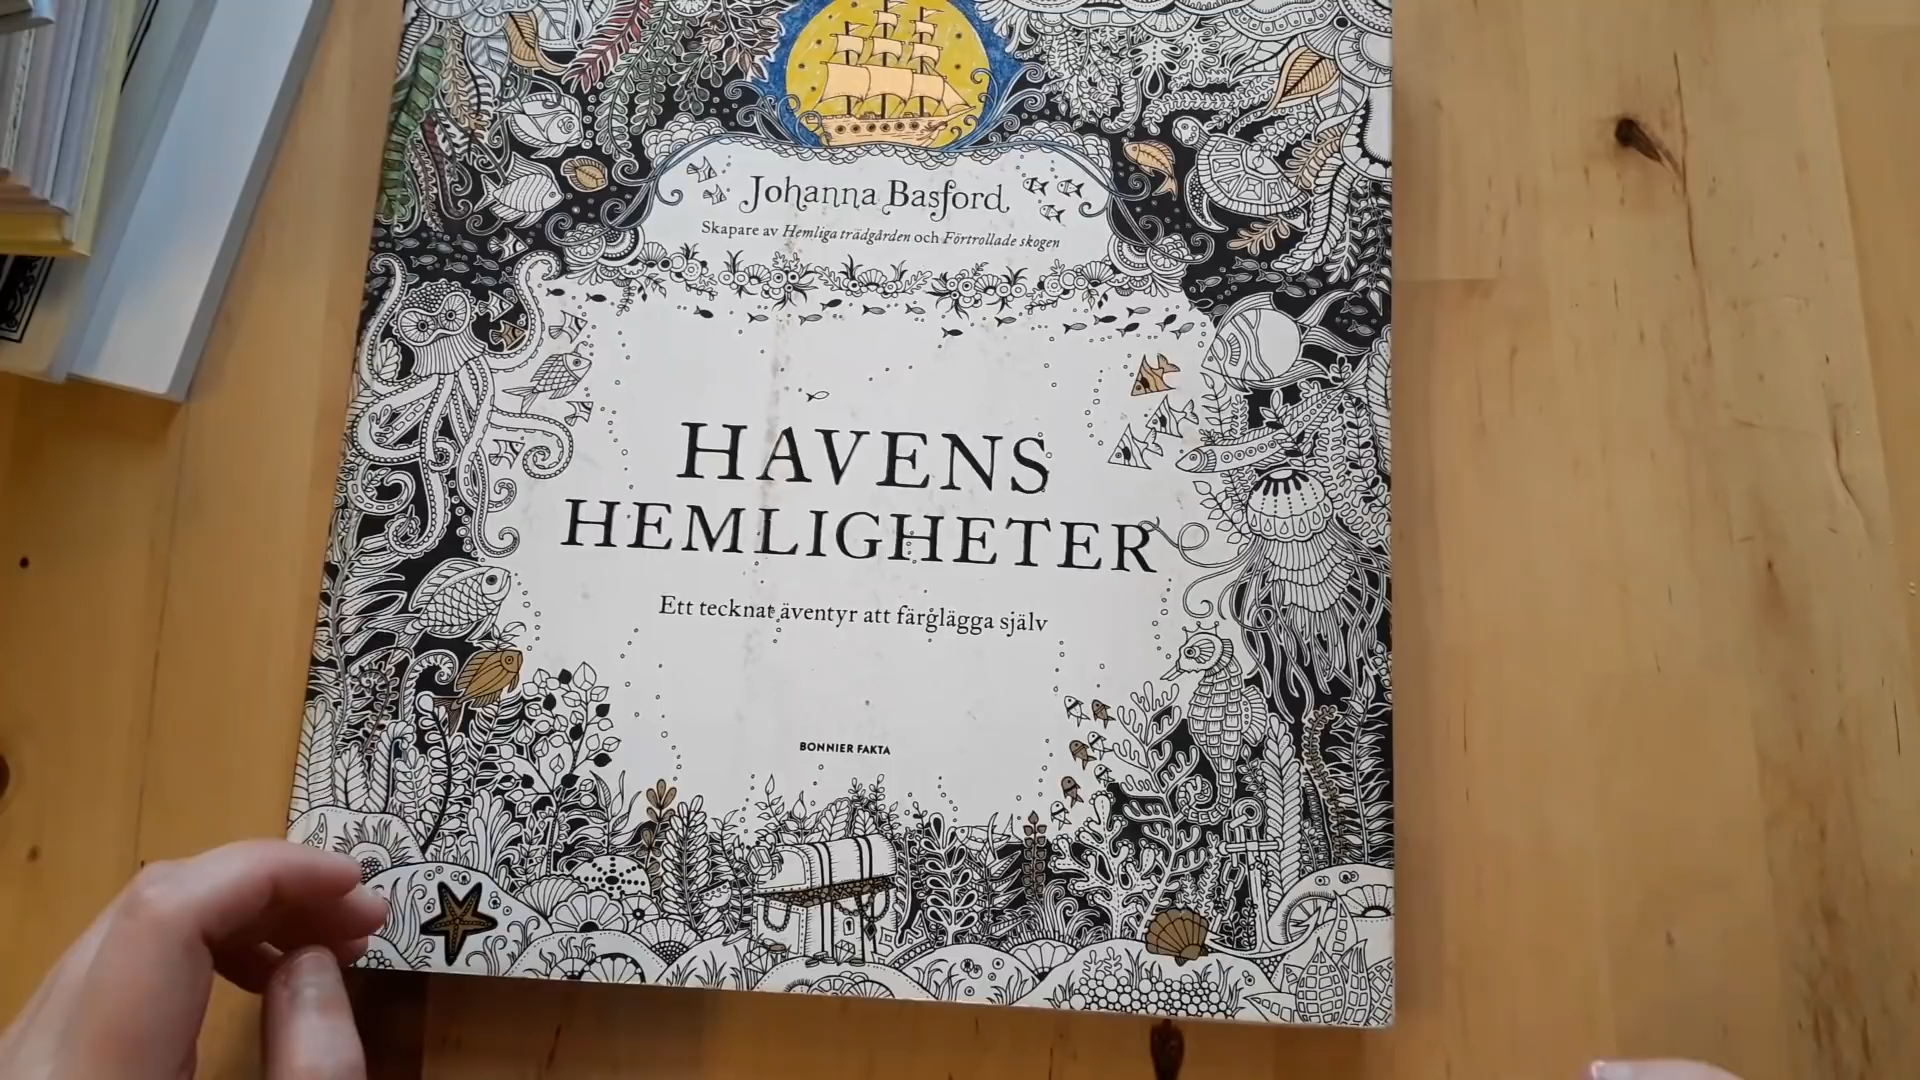 Johanna Basford
Skapare av Hemliga trädgården och Förtrollade skogen
HAVENS
HEMLIGHETER
Ett tecknat äventyr att färglägga själv
BONNIER FAKTA